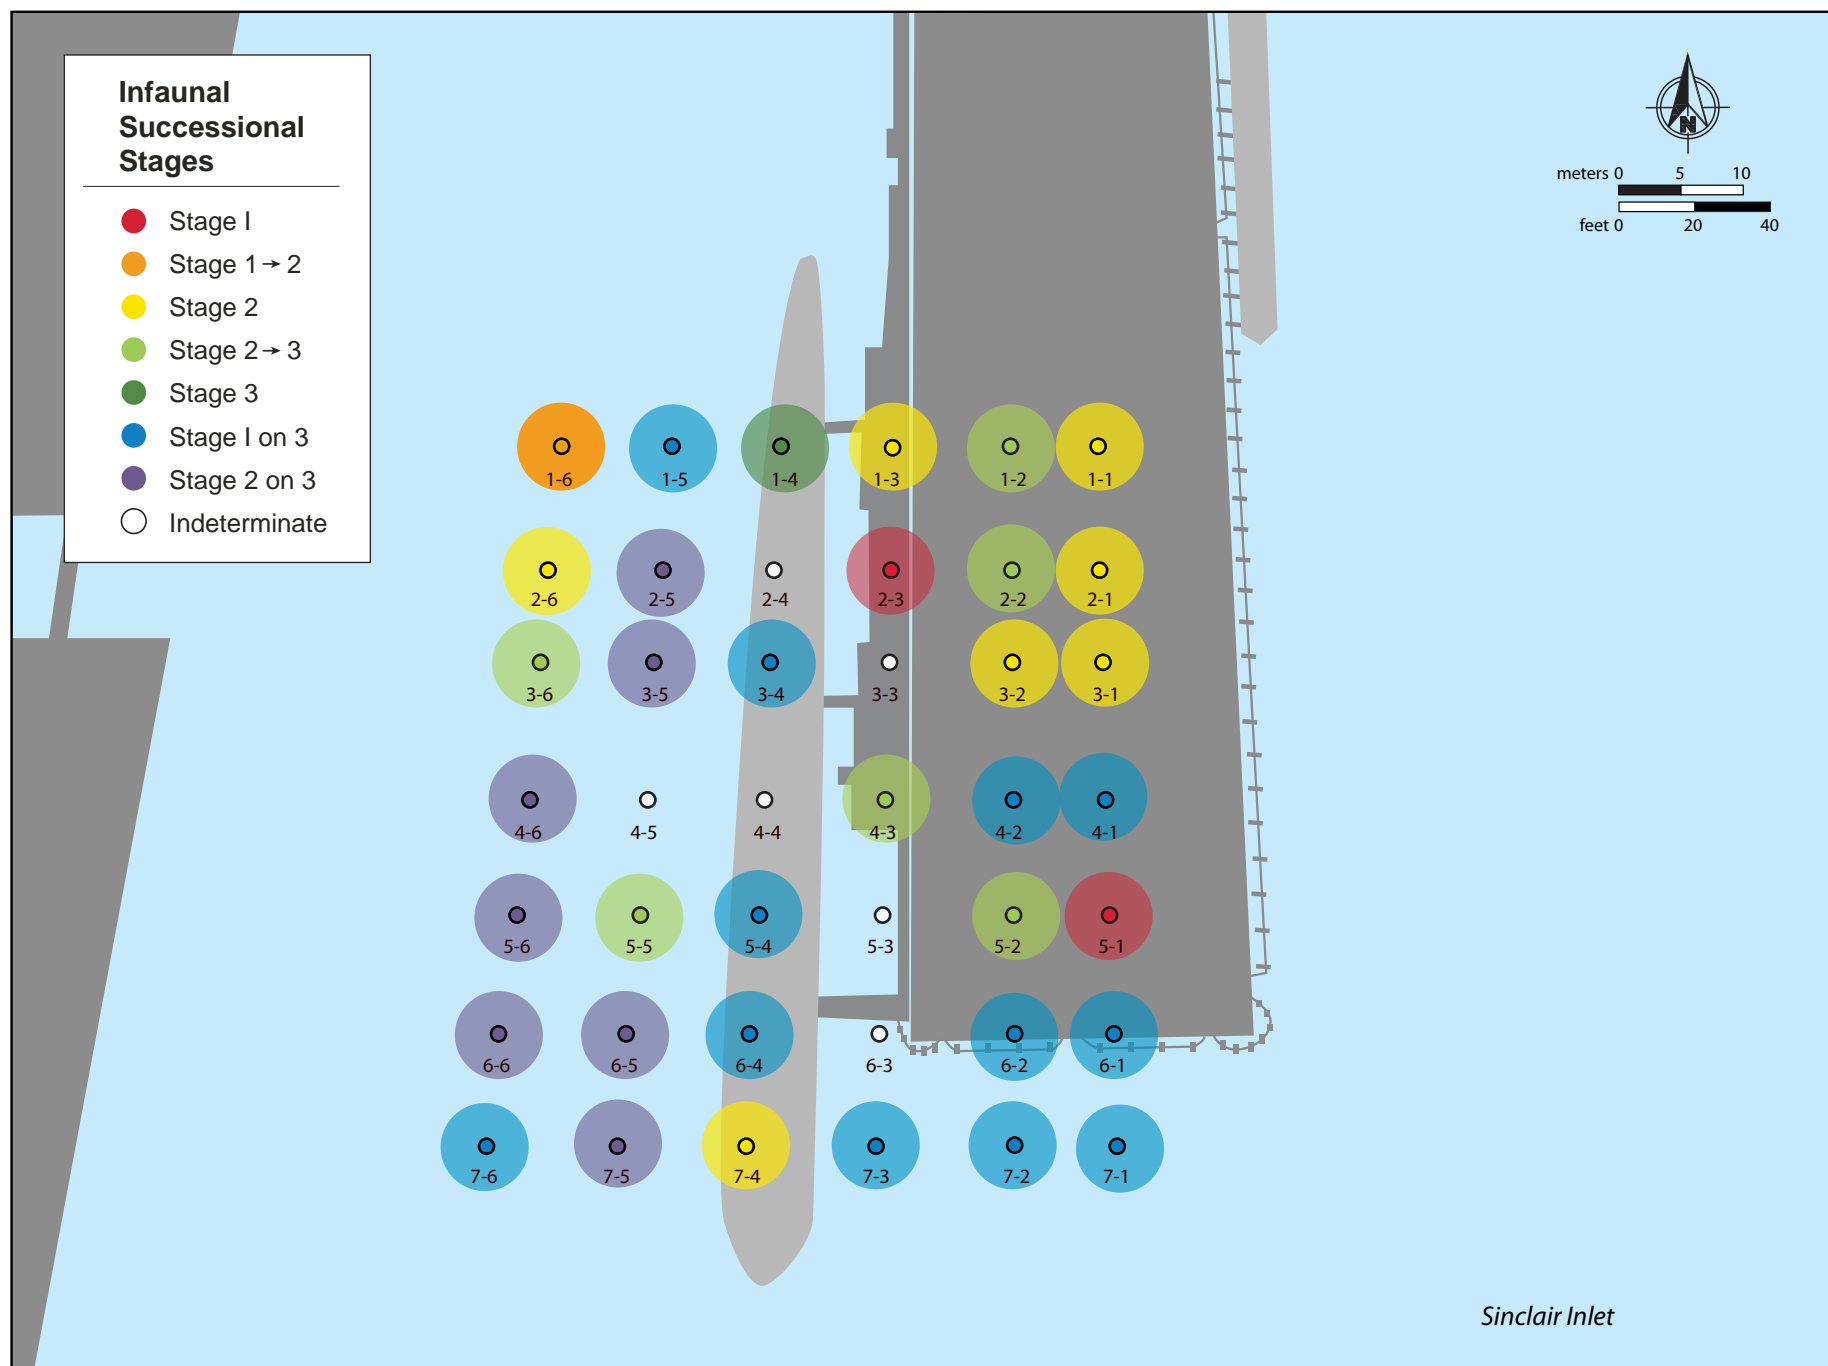 Infaunal
Successional
Stages
Stage I
Stage 1→2
Stage 2
Stage 2→3
Stage 3
Stage I on 3
Stage 2 on 3
Indeterminate
N
meters 0 5 10
feet 0 20 40
1-6 1-5 1-4 1-3 1-2 1-1
2-6 2-5 2-4 2-3 2-2 2-1
3-6 3-5 3-4 3-3 3-2 3-1
4-6 4-5 4-4 4-3 4-2 4-1
5-6 5-5 5-4 5-3 5-2 5-1
6-6 6-5 6-4 6-3 6-2 6-1
7-6 7-5 7-4 7-3 7-2 7-1
Sinclair Inlet